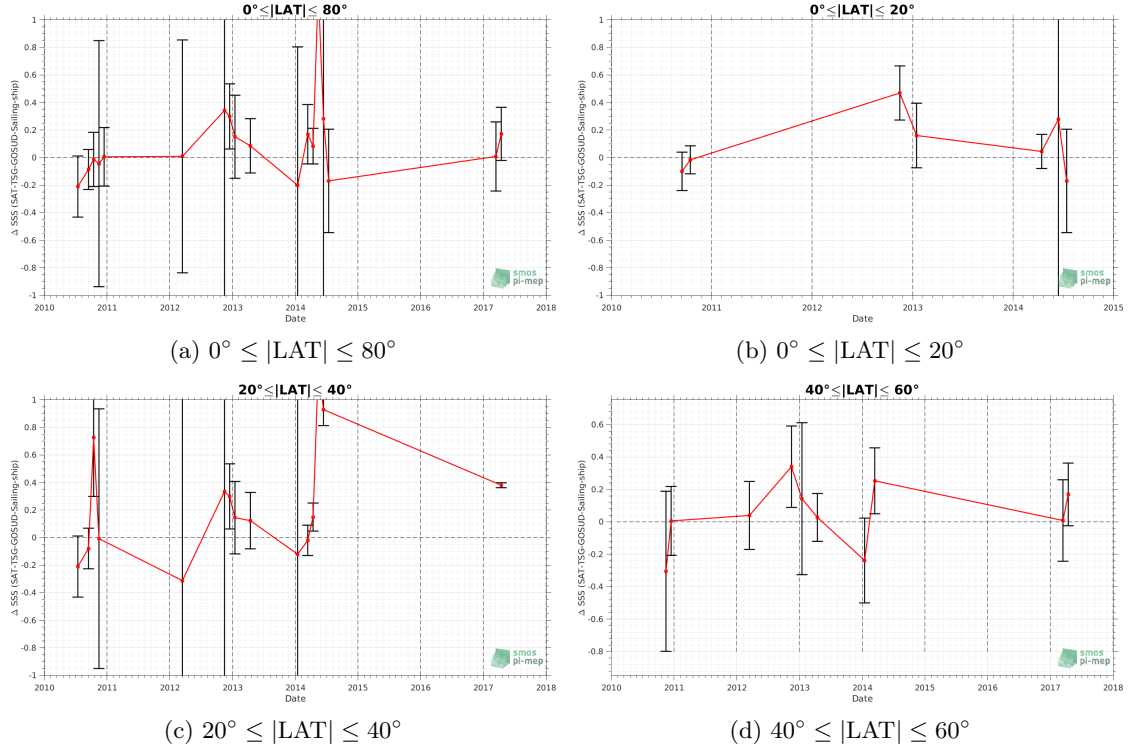 0°≤|LAT|≤ 80°
Δ SSS (SAT-TSG-GOSUD-Sailing-ship)
1
0.8
0.6
0.4
0.2
0
-0.2
-0.4
-0.6
-0.8
-1
2010 2011 2012 2013 2014 2015 2016 2017 2018
Date
smos
pi-mep
(a) 0° ≤ |LAT| ≤ 80°
0°≤|LAT|≤ 20°
Δ SSS (SAT-TSG-GOSUD-Sailing-ship)
1
0.8
0.6
0.4
0.2
0
-0.2
-0.4
-0.6
-0.8
-1
2010 2011 2012 2013 2014 2015
Date
smos
pi-mep
(b) 0° ≤ |LAT| ≤ 20°
20°≤|LAT|≤ 40°
Δ SSS (SAT-TSG-GOSUD-Sailing-ship)
1
0.8
0.6
0.4
0.2
0
-0.2
-0.4
-0.6
-0.8
-1
2010 2011 2012 2013 2014 2015 2016 2017 2018
Date
smos
pi-mep
(c) 20° ≤ |LAT| ≤ 40°
40°≤|LAT|≤ 60°
Δ SSS (SAT-TSG-GOSUD-Sailing-ship)
0.6
0.4
0.2
0
-0.2
-0.4
-0.6
-0.8
2010 2011 2012 2013 2014 2015 2016 2017 2018
Date
smos
pi-mep
(d) 40° ≤ |LAT| ≤ 60°